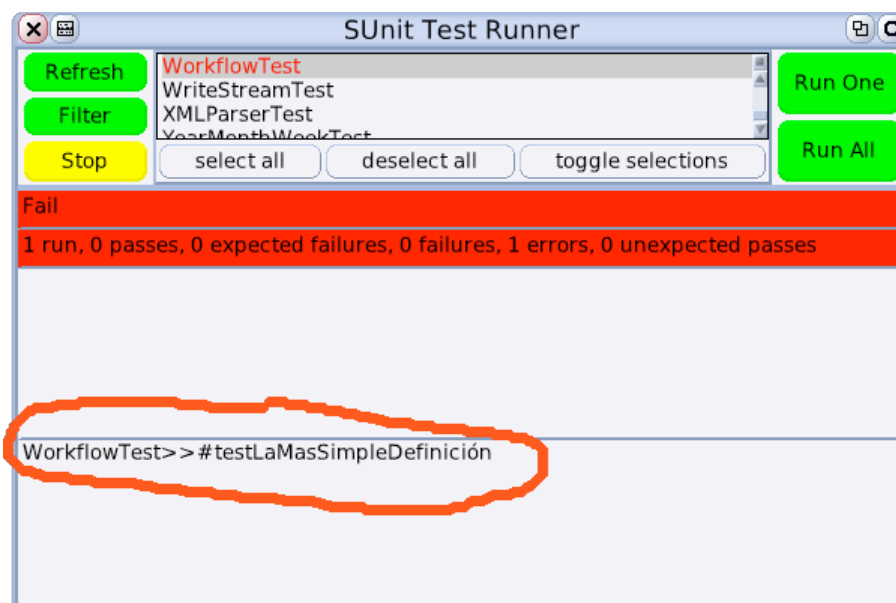 SUnit Test Runner
Refresh
Filter
Stop
WorkflowTest
WriteStreamTest
XMLParserTest
YearMonthWeekTest
select all
deselect all
toggle selections
Run One
Run All
Fail
1 run, 0 passes, 0 expected failures, 0 failures, 1 errors, 0 unexpected passes
WorkflowTest>>#testLaMasSimpleDefinición